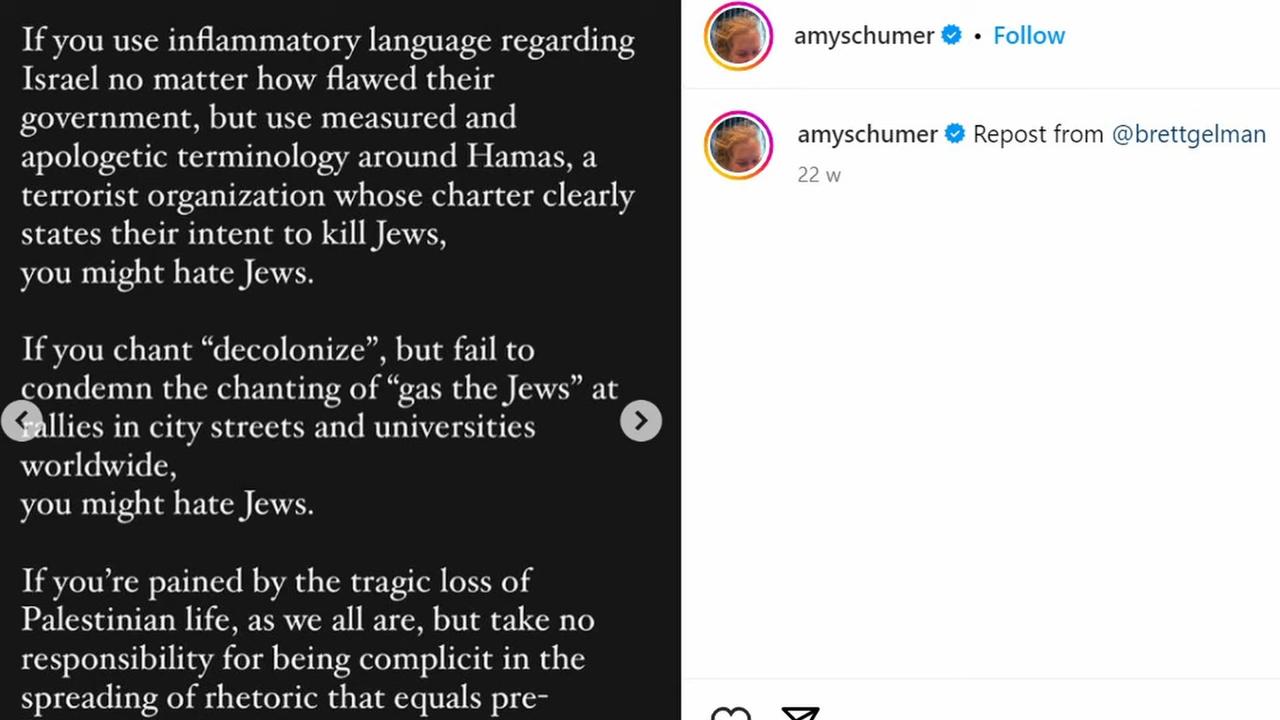 If you use inflammatory language regarding
Israel no matter how flawed their
government, but use measured and
apologetic terminology around Hamas, a
terrorist organization whose charter clearly
states their intent to kill Jews,
you might hate Jews.
If you chant “decolonize”, but fail to
condemn the chanting of “gas the Jews” at
rallies in city streets and universities
worldwide,
you might hate Jews.
If you’re pained by the tragic loss of
Palestinian life, as we all are, but take no
responsibility for being complicit in the
spreading of rhetoric that equals pre-
amyschumer • Follow
amyschumer Repost from @brettgelman
22 w